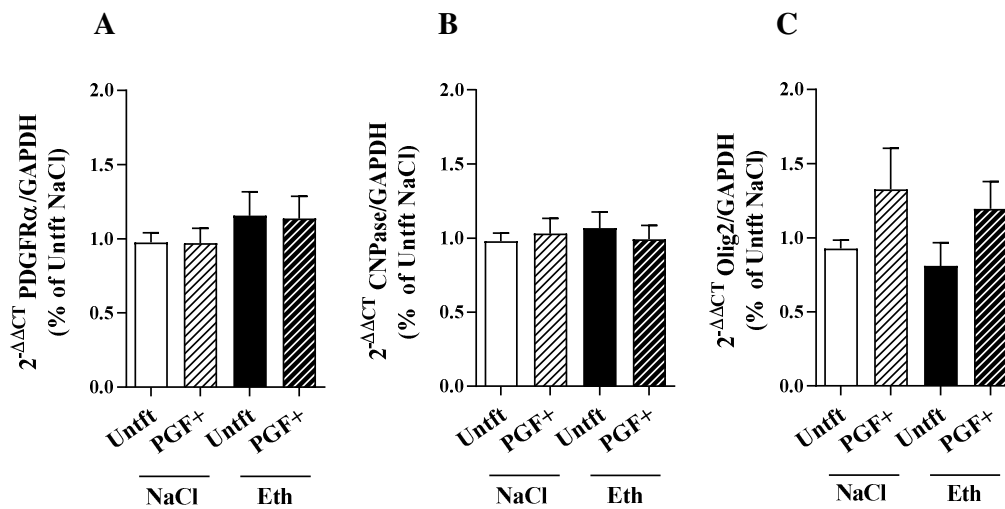 A
2-ΔΔCT PDGFRα/GAPDH
(% of Untft NaCl)
2.0
1.5
1.0
0.5
0.0
Untft
PGF+
Untft
PGF+
NaCl
Eth
B
2-ΔΔCT CNPase/GAPDH
(% of Untft NaCl)
2.0
1.5
1.0
0.5
0.0
Untft
PGF+
Untft
PGF+
NaCl
Eth
C
2-ΔΔCT Olig2/GAPDH
(% of Untft NaCl)
2.0
1.5
1.0
0.5
0.0
Untft
PGF+
Untft
PGF+
NaCl
Eth